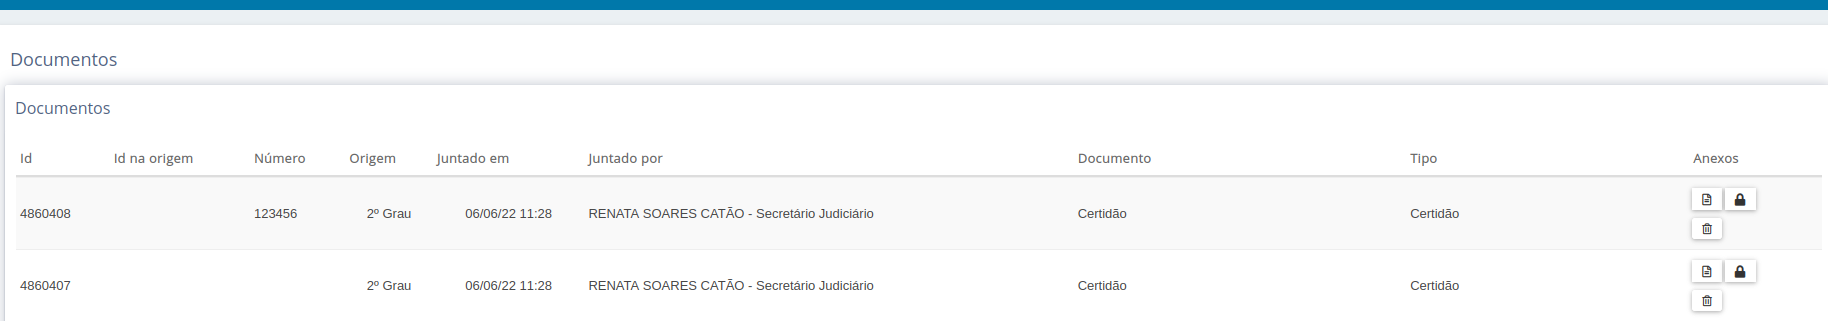 Documentos
Documentos
Id Id na origem Número Origem Juntado em Juntado por Documento Tipo Anexos
4860408 123456 2º Grau 06/06/22 11:28 RENATA SOARES CATÃO - Secretário Judiciário Certidão Certidão
4860407 2º Grau 06/06/22 11:28 RENATA SOARES CATÃO - Secretário Judiciário Certidão Certidão